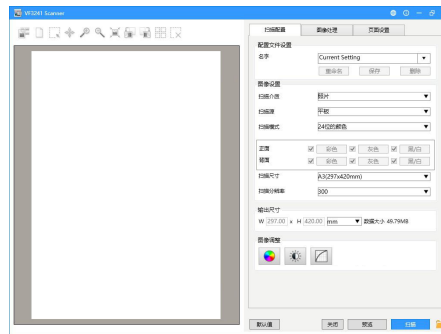 VF3241 Scanner
扫描配置 图像处理 页面设置
配置文件设置
名字 Current Setting
重命名 保存 删除
图像设置
扫描介质 照片
扫描源 平板
扫描模式 24位的颜色
正面 彩色 灰色 黑/白
背面 彩色 灰色 黑/白
扫描尺寸 A3(297x420mm)
扫描分辨率 300
输出尺寸
W 297.00 x H 420.00 mm 数据大小 49.79MB
图像调整
默认值 关闭 预览 扫描